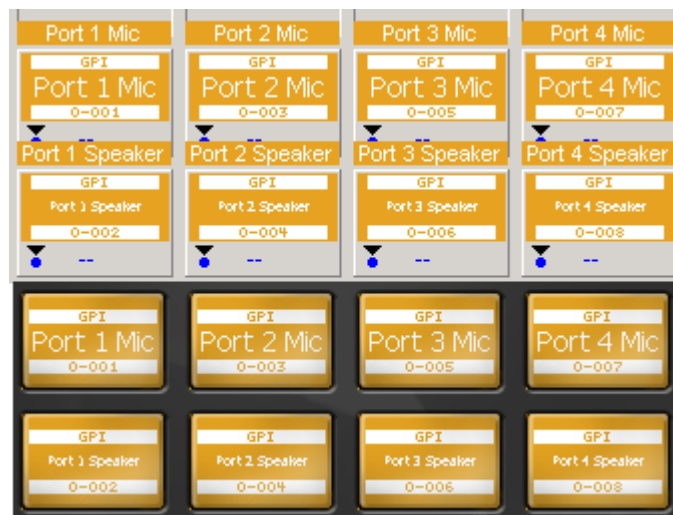 Port 1 Mic Port 2 Mic Port 3 Mic Port 4 Mic
GPI GPI GPI GPI
Port 1 Mic Port 2 Mic Port 3 Mic Port 4 Mic
0-001 0-003 0-005 0-007
-- -- -- --
Port 1 Speaker Port 2 Speaker Port 3 Speaker Port 4 Speaker
GPI GPI GPI GPI
Port 1 Speaker Port 2 Speaker Port 3 Speaker Port 4 Speaker
0-002 0-004 0-006 0-008
-- -- -- --
GPI GPI GPI GPI
Port 1 Mic Port 2 Mic Port 3 Mic Port 4 Mic
0-001 0-003 0-005 0-007
GPI GPI GPI GPI
Port 1 Speaker Port 2 Speaker Port 3 Speaker Port 4 Speaker
0-002 0-004 0-006 0-008